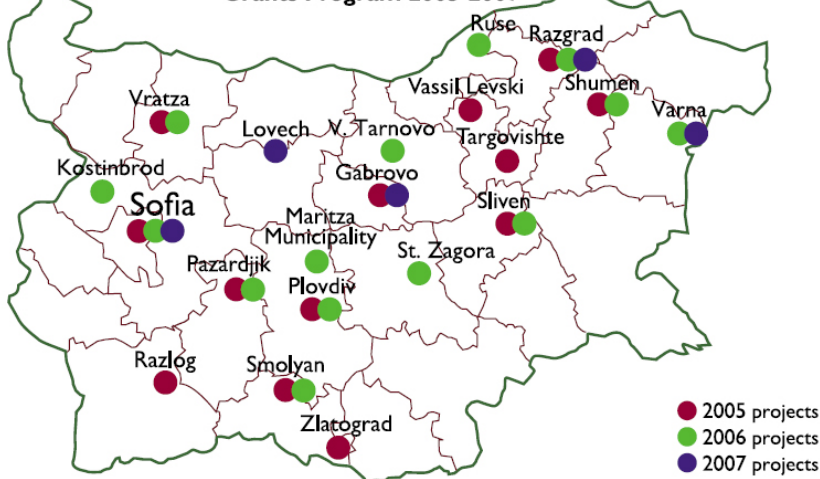 Ruse
Razgrad
Vassil Levski
Shumen
Vratza
Varna
Lovech
V. Tarnovo
Targovishte
Kostinbrod
Gabrovo
Sofia
Sliven
Maritza
Municipality
St. Zagora
Pazardjik
Plovdiv
Razlog
Smolyan
Zlatograd
2005 projects
2006 projects
2007 projects